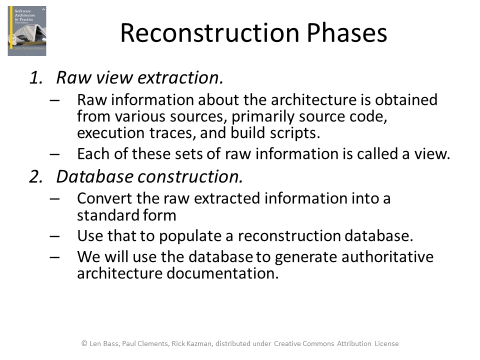 Software
Architecture
in Practice
Reconstruction Phases
1. Raw view extraction.
– Raw information about the architecture is obtained
from various sources, primarily source code,
execution traces, and build scripts.
– Each of these sets of raw information is called a view.
2. Database construction.
– Convert the raw extracted information into a
standard form
– Use that to populate a reconstruction database.
– We will use the database to generate authoritative
architecture documentation.
© Len Bass, Paul Clements, Rick Kazman, distributed under Creative Commons Attribution License